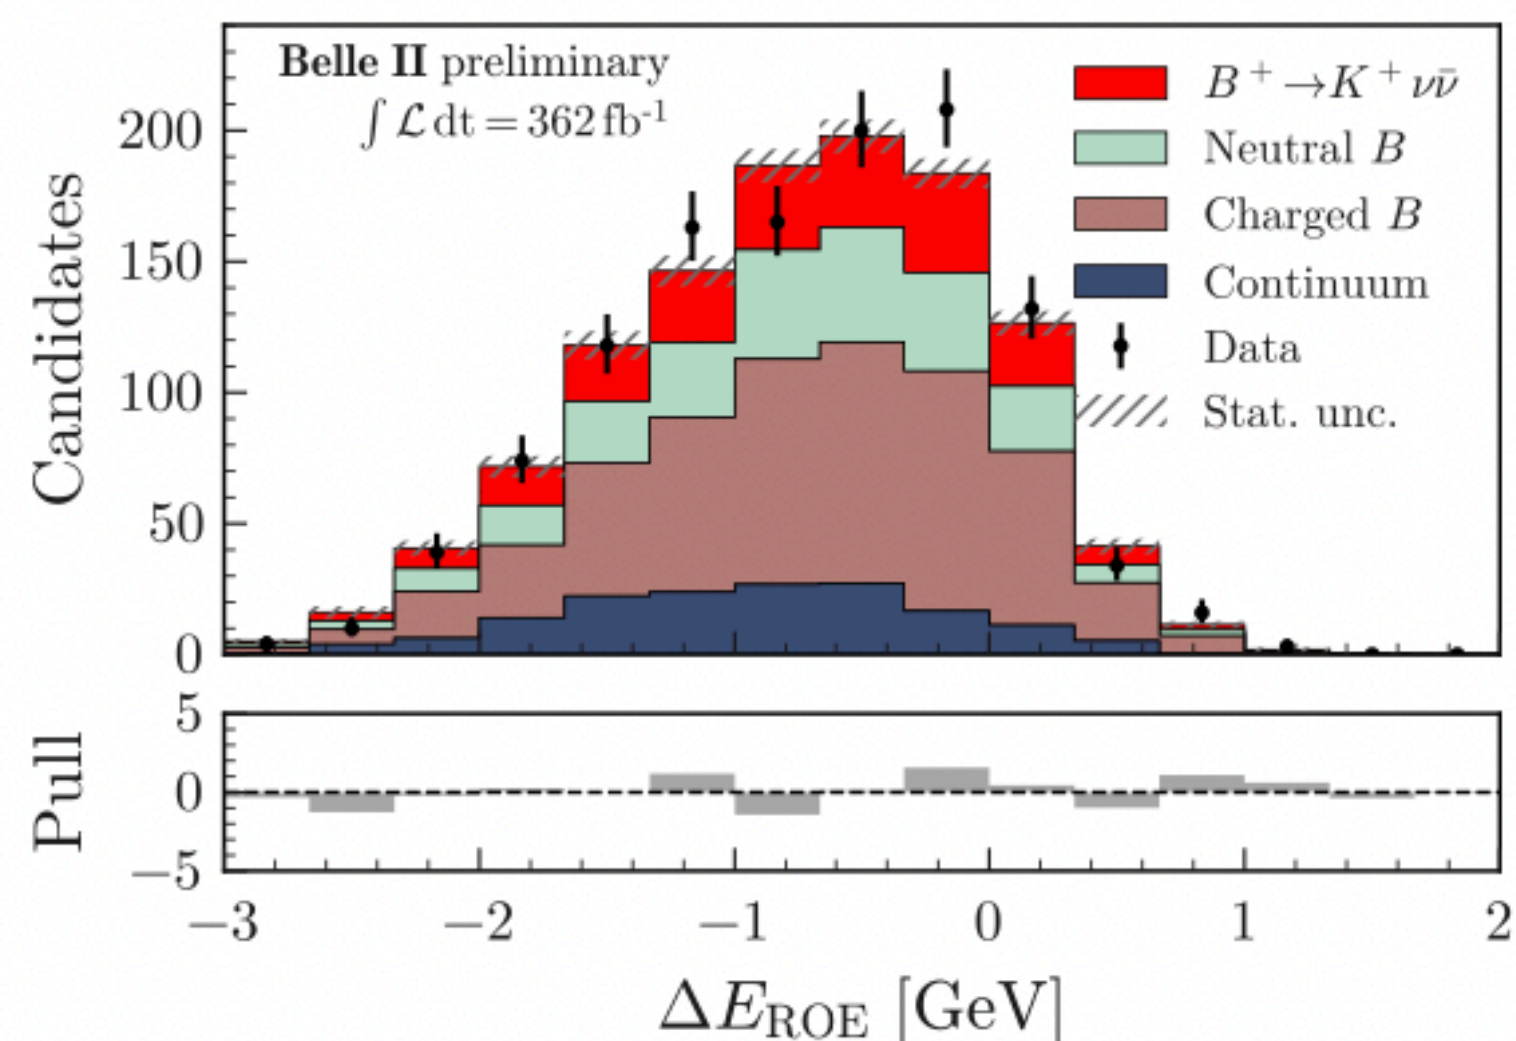 Belle II preliminary
∫ ℒ dt = 362 fb⁻¹
B⁺→K⁺νν̄
Neutral B
Charged B
Continuum
Data
Stat. unc.
Candidates
200
150
100
50
0
Pull
5
0
−5
−3 −2 −1 0 1 2
ΔE_ROE [GeV]